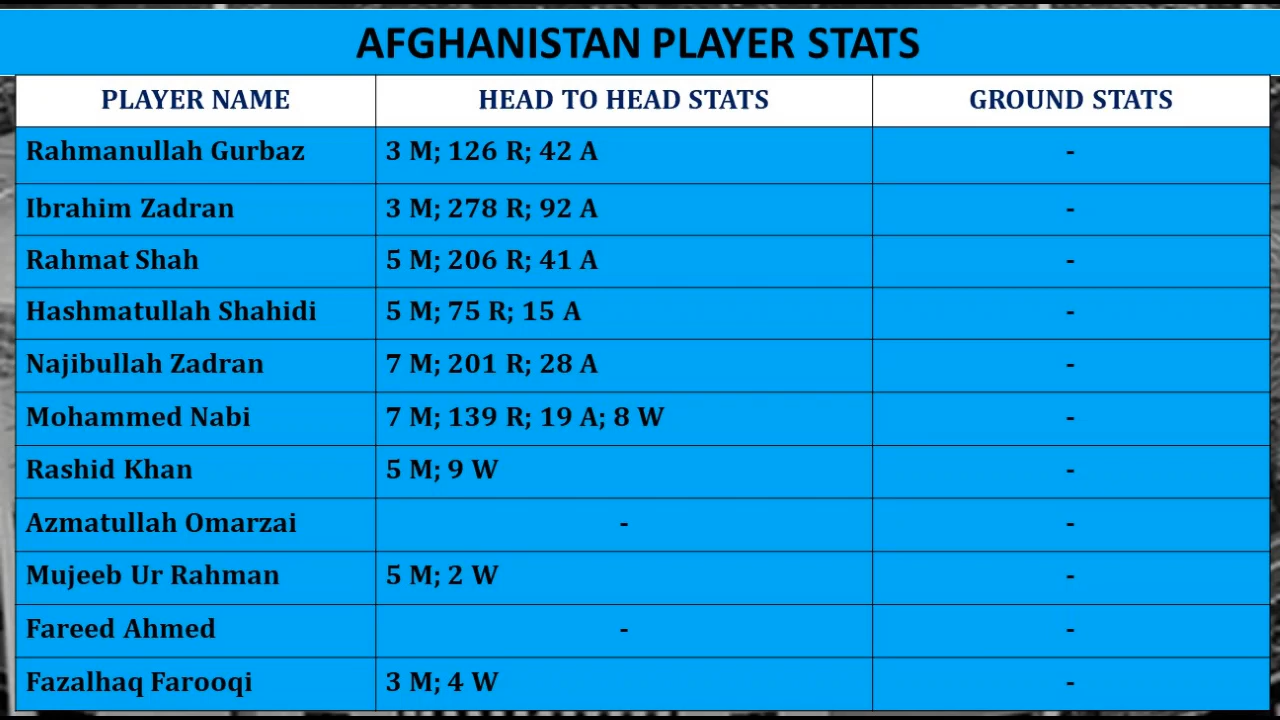 AFGHANISTAN PLAYER STATS
PLAYER NAME HEAD TO HEAD STATS GROUND STATS
Rahmanullah Gurbaz 3 M; 126 R; 42 A -
Ibrahim Zadran 3 M; 278 R; 92 A -
Rahmat Shah 5 M; 206 R; 41 A -
Hashmatullah Shahidi 5 M; 75 R; 15 A -
Najibullah Zadran 7 M; 201 R; 28 A -
Mohammed Nabi 7 M; 139 R; 19 A; 8 W -
Rashid Khan 5 M; 9 W -
Azmatullah Omarzai - -
Mujeeb Ur Rahman 5 M; 2 W -
Fareed Ahmed - -
Fazalhaq Farooqi 3 M; 4 W -